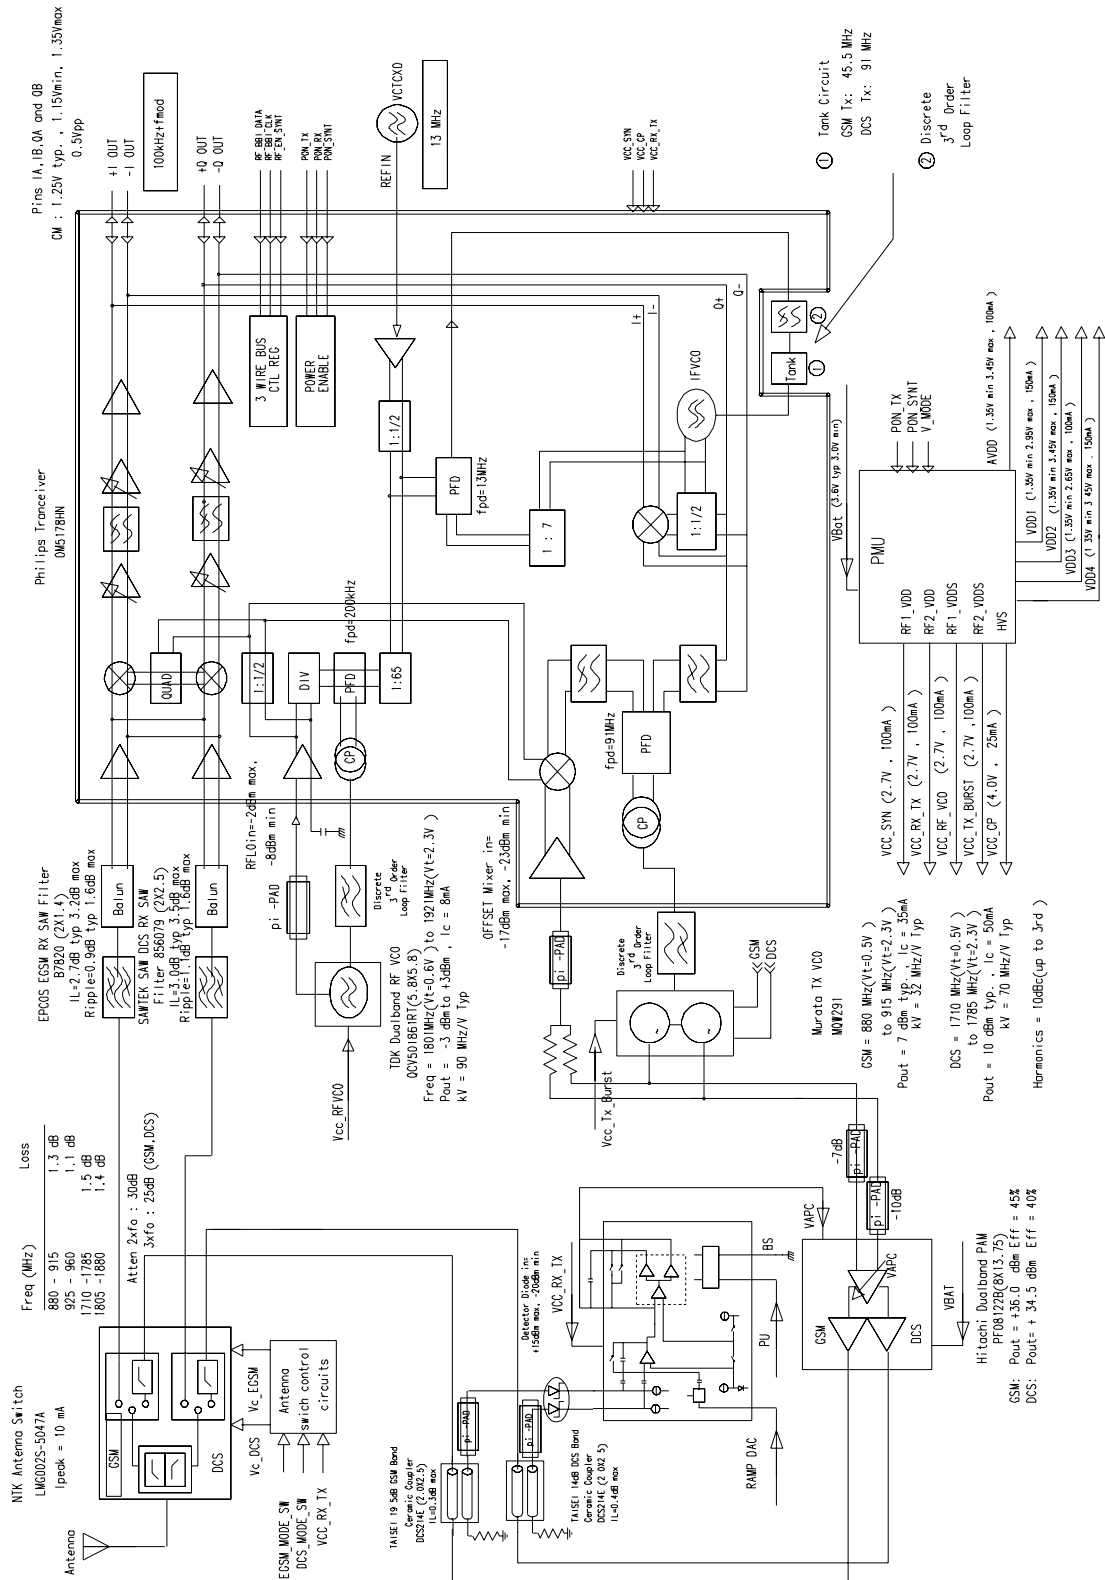 NTK Antenna Switch
LMG002S-5047A
Ipeak = 10 mA
Antenna
GSM
DCS
Freq (MHz)
Loss
880 - 915
1.3 dB
925 - 960
1.1 dB
1710 -1785
1.5 dB
1805 -1880
1.4 dB
Atten 2xfo : 30dB
3xfo : 25dB (GSM,DCS)
Vc_EGSM
Vc_DCS
Antenna
swich control
circuits
EGSM_MODE_SW
DCS_MODE_SW
VCC_RX_TX
EPCOS EGSM RX SAW Filter
B7820 (2X1.4)
IL=2.7dB typ 3.2dB max
Ripple=0.9dB typ 1.6dB max
Balun
SAWTEK SAW DCS RX SAW
Filter 856079 (2X2.5)
IL=3.0dB typ 3.5dB max
Ripple=1.1dB typ 1.6dB max
Balun
Philips Tranceiver
OM5178HN
Pins IA,IB,QA and QB
CM : 1.25V typ. , 1.15Vmin, 1.35Vmax
0.5Vpp
+I OUT
-I OUT
100kHz+fmod
+Q OUT
-Q OUT
RF_BBI_DATA
RF_BBI_CLK
RF_EN_SYNT
PON_TX
PON_RX
PON_SYNT
3 WIRE BUS
CTL REG
POWER
ENABLE
REFIN
VCTCXO
13 MHz
QUAD
1:1/2
DIV
fpd=200kHz
PFD
CP
1:65
1:1/2
PFD
fpd=13MHz
1 : 7
1:1/2
IFVCO
I+
I-
Q+
Q-
VCC_SYN
VCC_CP
VCC_RX_TX
Tank
1
2
1 Tank Circuit
GSM Tx: 45.5 MHz
DCS Tx: 91 MHz
2 Discrete
3rd Order
Loop Filter
RFLOin=-2dBm max,
-8dBm min
pi -PAD
Discrete
3rd Order
Loop Filter
Vcc_RFVCO
TDK Dualband RF VCO
QCV501861RT(5.8X5.8)
Freq = 1801MHz(Vt=0.6V )to 1921MHz(Vt=2.3V )
Pout = -3 dBm to +3dBm , Ic = 8mA
kV = 90 MHz/V Typ
OFFSET Mixer in=
-17dBm max, -23dBm min
pi -PAD
fpd=91MHz
PFD
CP
Discrete
3rd Order
Loop Filter
GSM
DCS
Vcc_Tx_Burst
Murata TX VCO
MQW291
GSM = 880 MHz(Vt=0.5V )
to 915 MHz(Vt=2.3V )
Pout = 7 dBm typ., Ic = 35mA
kV = 32 MHz/V Typ
DCS = 1710 MHz(Vt=0.5V)
to 1785 MHz(Vt=2.3V)
Pout = 10 dBm typ., Ic = 50mA
kV = 70 MHz/V Typ
Harmonics = 10dBc(up to 3rd )
VBat (3.6V typ 3.0V min)
PMU
PON_TX
PON_SYNT
V_MODE
RF1_VDD
RF2_VDD
RF1_VDDS
RF2_VDDS
HVS
AVDD (1.35V min 3.45V max , 100mA)
VDD1 (1.35V min 2.95V max , 150mA)
VDD2 (1.35V min 3.45V max , 150mA)
VDD3 (1.35V min 2.65V max , 100mA)
VDD4 (1 35V min 3 45V max . 150mA)
VCC_SYN (2.7V , 100mA )
VCC_RX_TX (2.7V , 100mA )
VCC_RF_VCO (2.7V , 100mA )
VCC_TX_BURST (2.7V ,100mA )
VCC_CP (4.0V , 25mA )
TAISEI 19 5dB GSM Band
Ceramic Coupler
DCS214E (2.0X2.5)
IL=0.3dB max
pi -PAD
TAISEI 14dB DCS Band
Ceramic Coupler
DCS214E (2 0X2 5)
IL=0.4dB max
pi -PAD
Detector Diode in=
+15dBm max, -20dBm min
VCC_RX_TX
RAMP DAC
PU
BS
VAPC
-7dB
pi -PAD
pi -PAD
-10dB
GSM
DCS
VAPC
VBAT
Hitachi Dualband PAM
PF08122B(8X13.75)
GSM: Pout = +36.0 dBm Eff = 45%
DCS: Pout= + 34.5 dBm Eff = 40%